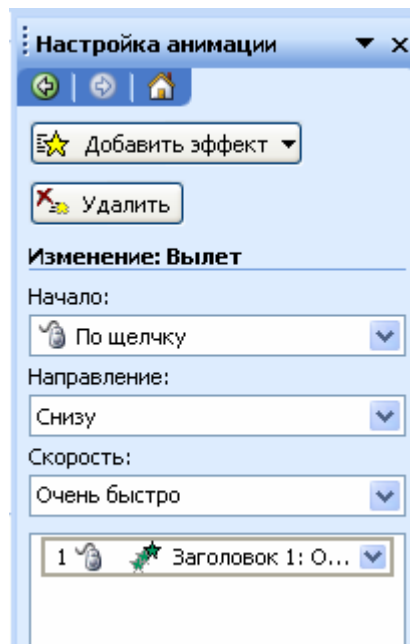 Настройка анимации
Добавить эффект
Удалить
Изменение: Вылет
Начало:
По щелчку
Направление:
Снизу
Скорость:
Очень быстро
1 Заголовок 1: О...